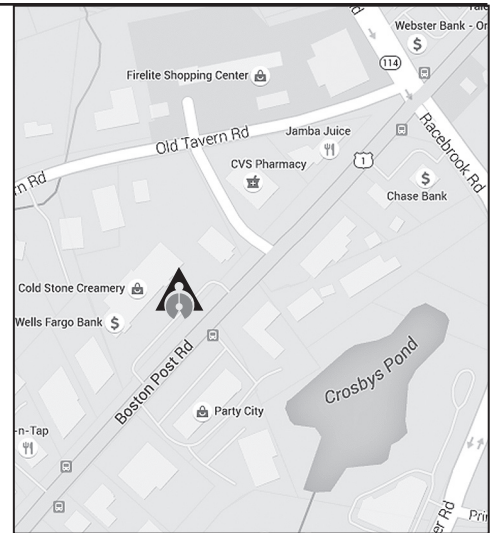 Webster Bank - Or
114
Firelite Shopping Center
Old Tavern Rd
Jamba Juice
Racebrook Rd
CVS Pharmacy
1
Chase Bank
rn Rd
Cold Stone Creamery
Wells Fargo Bank
Boston Post Rd
Crosbys Pond
Party City
-n-Tap
er Rd